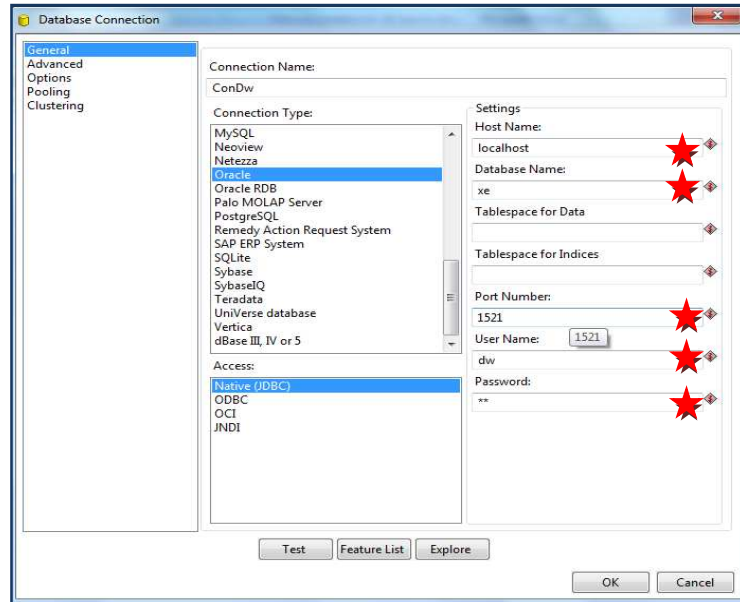 Database Connection
General
Advanced
Options
Pooling
Clustering
Connection Name:
ConDw
Connection Type:
MySQL
Neoview
Netezza
Oracle
Oracle RDB
Palo MOLAP Server
PostgreSQL
Remedy Action Request System
SAP ERP System
SQLite
Sybase
SybaseIQ
Teradata
UniVerse database
Vertica
dBase III, IV or 5
Access:
Native (JDBC)
ODBC
OCI
JNDI
Settings
Host Name:
localhost
Database Name:
xe
Tablespace for Data
Tablespace for Indices
Port Number:
1521
User Name:
1521
dw
Password:
**
Test
Feature List
Explore
OK
Cancel